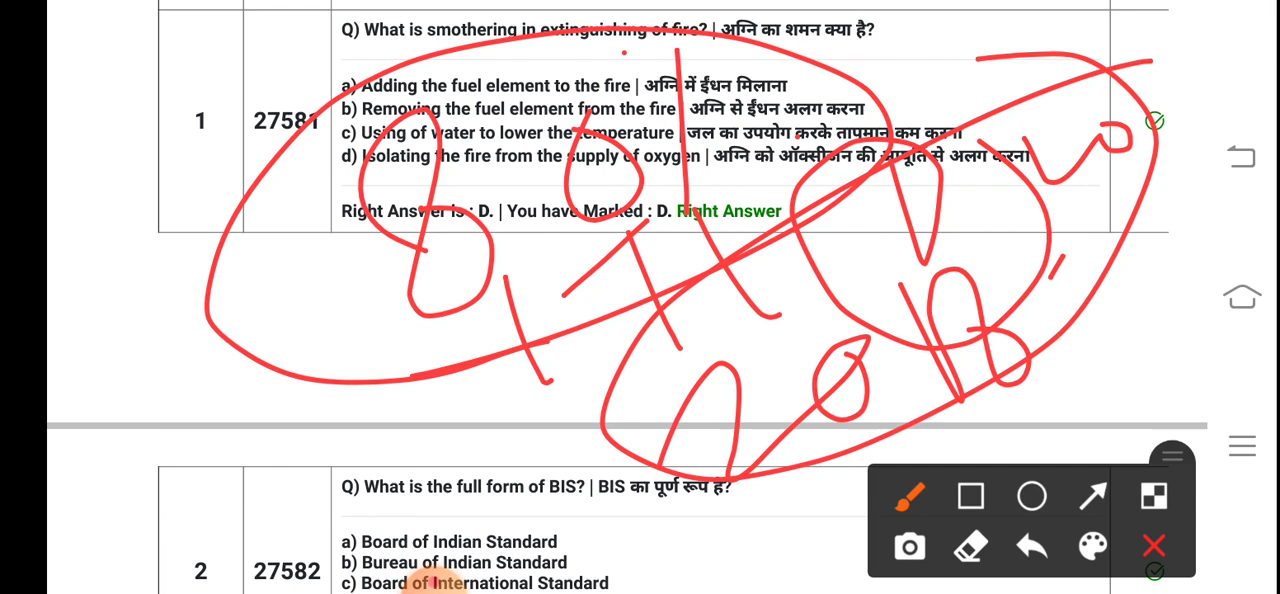 Q) What is smothering in extinguishing of fire? | अग्नि का शमन क्या है?
a) Adding the fuel element to the fire | अग्नि में ईंधन मिलाना
b) Removing the fuel element from the fire | अग्नि से ईंधन अलग करना
1 27581 c) Using of water to lower the temperature | जल का उपयोग करके तापमान कम करना
d) Isolating the fire from the supply of oxygen | अग्नि को ऑक्सीजन की आपूर्ति से अलग करना
Right Answer is : D. | You have Marked : D. Right Answer
Q) What is the full form of BIS? | BIS का पूर्ण रूप है?
a) Board of Indian Standard
b) Bureau of Indian Standard
2 27582 c) Board of International Standard